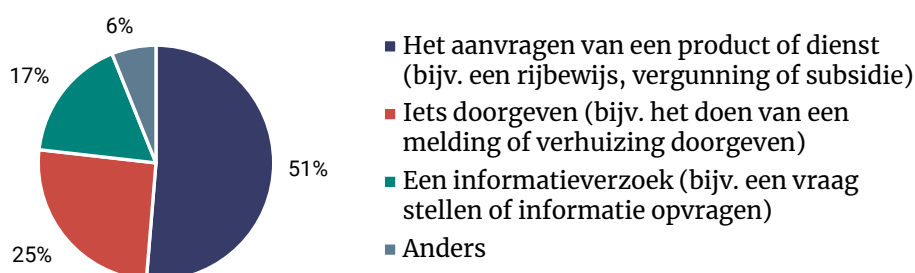 6%
17%
51%
25%
Het aanvragen van een product of dienst
(bijv. een rijbewijs, vergunning of subsidie)
Iets doorgeven (bijv. het doen van een
melding of verhuizing doorgeven)
Een informatieverzoek (bijv. een vraag
stellen of informatie opvragen)
Anders